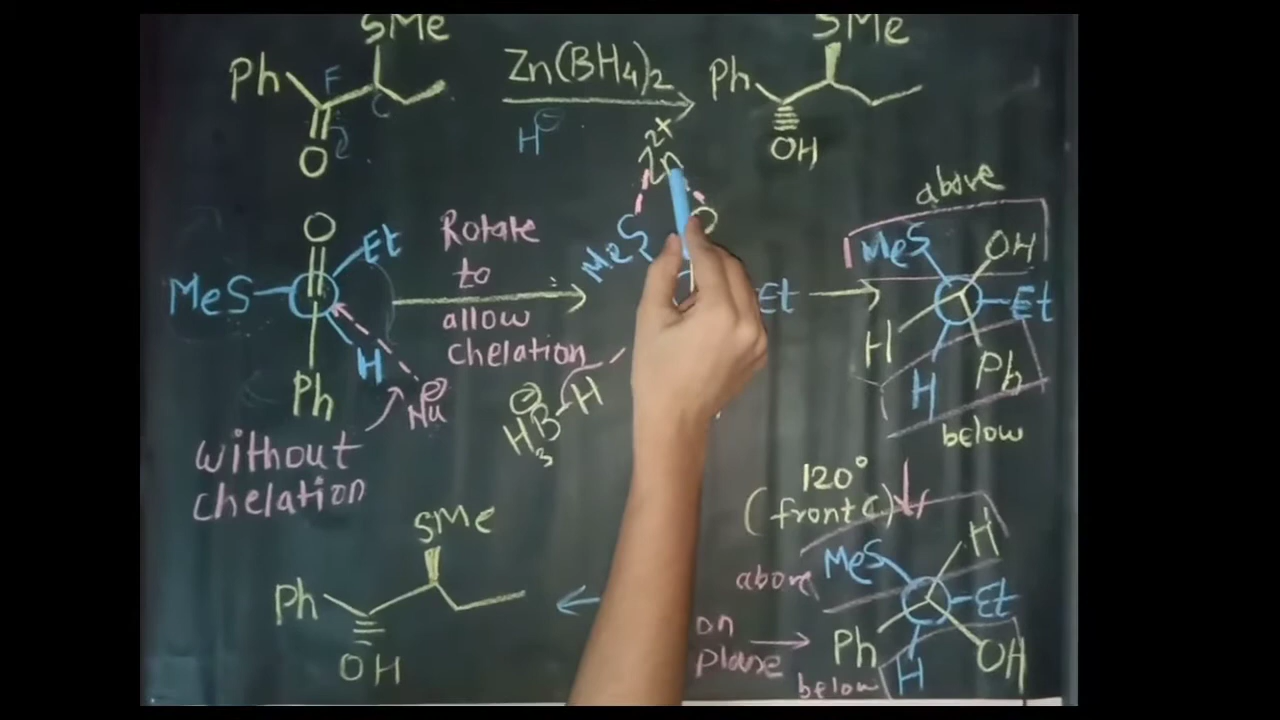 SMe
Ph F C
O
Zn(BH4)2
H⊖
SMe
Ph
OH
O
Et
MeS
H
Ph
Nu⊖
without
chelation
Rotate
to
allow
chelation
Zn2+
MeS
O
Et
⊖
H3B-H
above
MeS OH
Et
H
H Ph
below
120°
(front C)
above
MeS H
Et
on
plane
Ph
H OH
below
SMe
Ph
OH